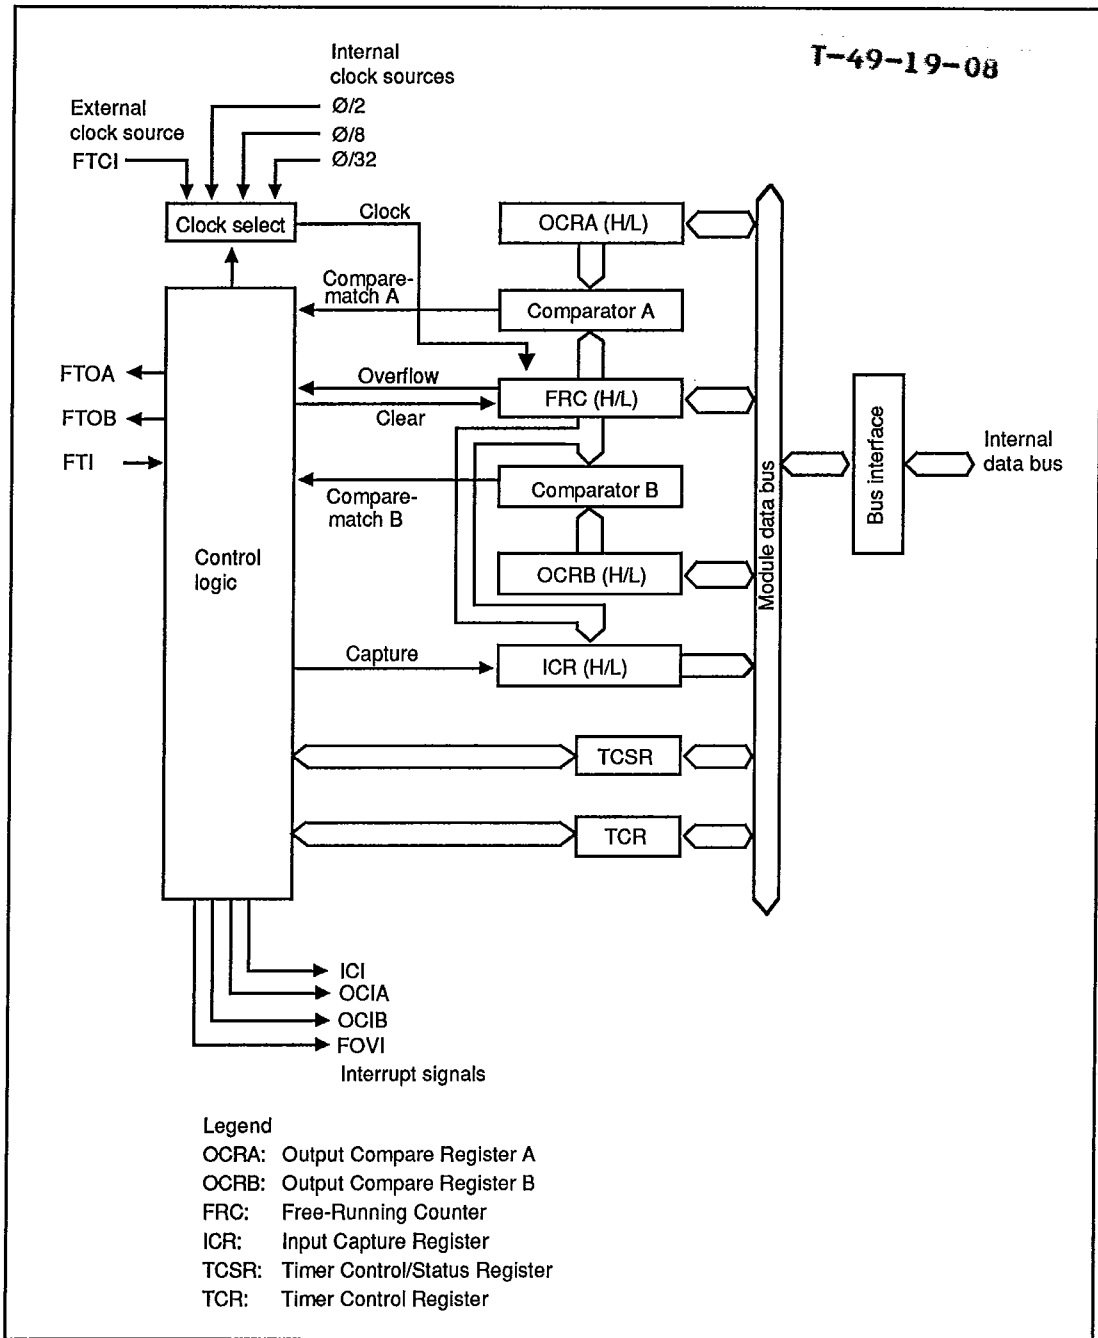 T-49-19-08
Internal
clock sources
External
clock source
Ø/2
Ø/8
FTCI
Ø/32
Clock select
Clock
OCRA (H/L)
Compare-
match A
Comparator A
FTOA
Overflow
FRC (H/L)
FTOB
Clear
FTI
Compare-
match B
Comparator B
Module data bus
Bus interface
Internal
data bus
Control
logic
OCRB (H/L)
Capture
ICR (H/L)
TCSR
TCR
ICI
OCIA
OCIB
FOVI
Interrupt signals
Legend
OCRA: Output Compare Register A
OCRB: Output Compare Register B
FRC: Free-Running Counter
ICR: Input Capture Register
TCSR: Timer Control/Status Register
TCR: Timer Control Register